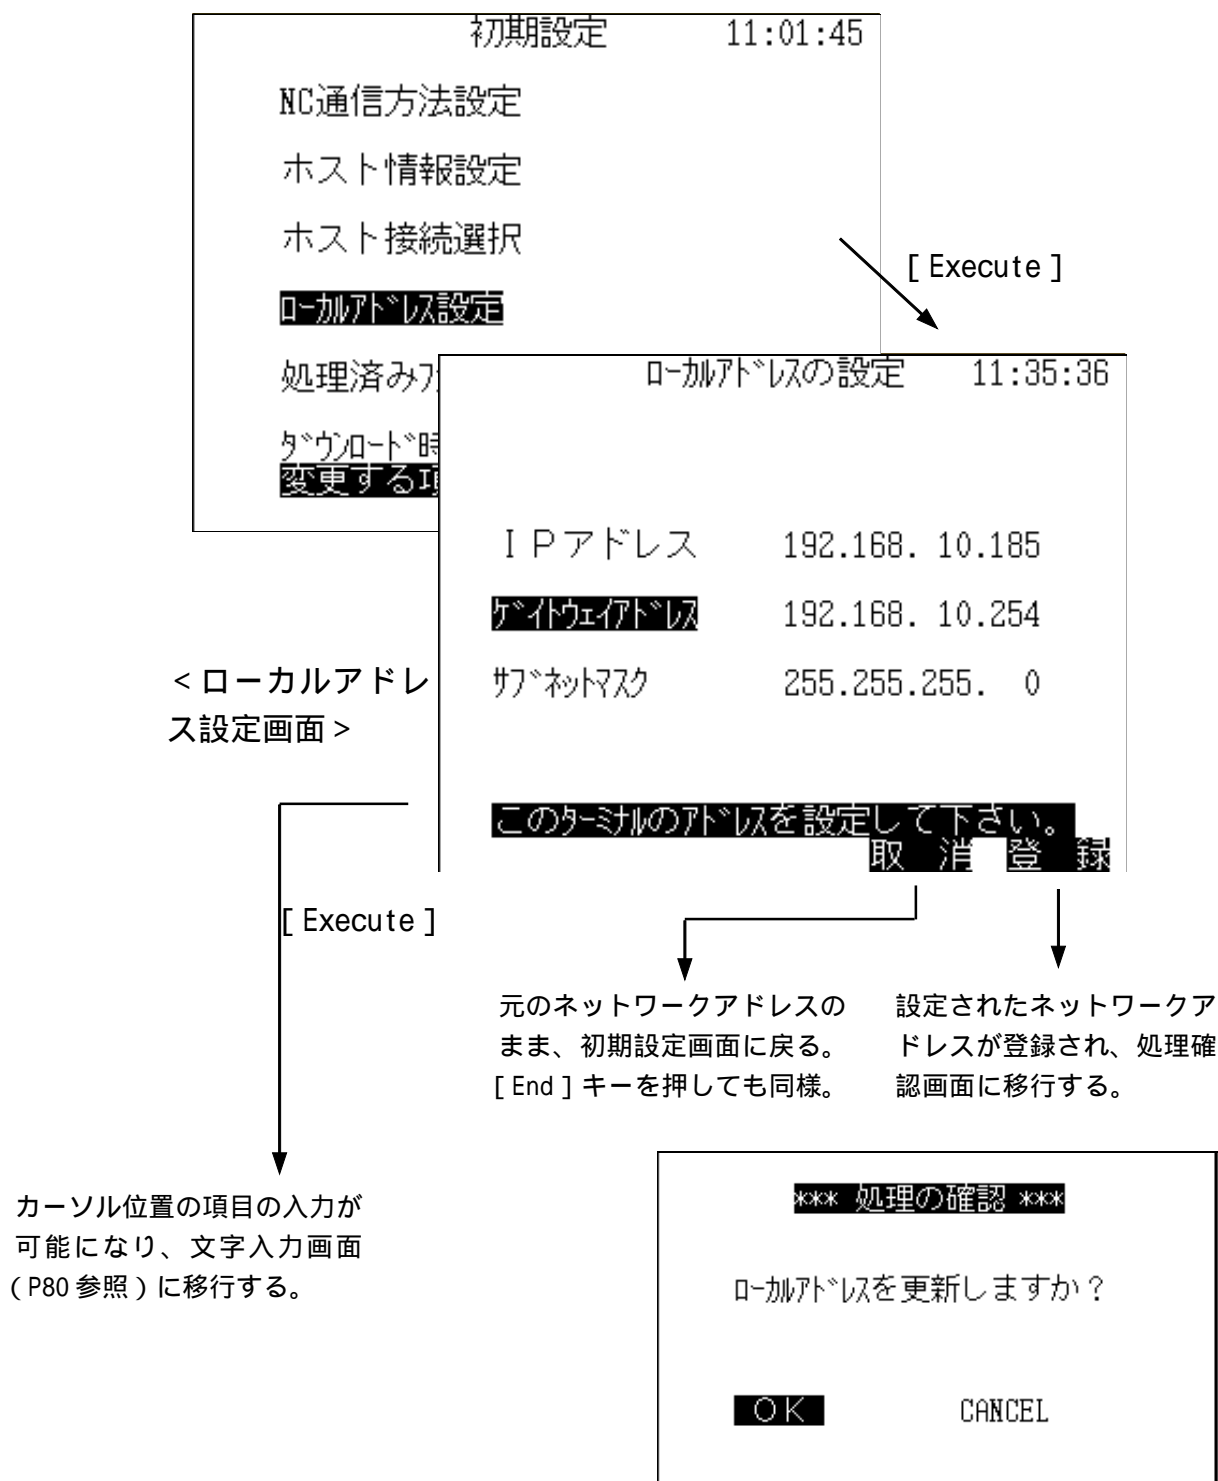 初期設定 11:01:45
NC通信方法設定
ホスト情報設定
ホスト接続選択
[ Execute ]
ﾛｰｶﾙｱﾄﾞﾚｽ設定
処理済みﾌ
ﾀﾞｳﾝﾛｰﾄﾞ時
変更する項
ﾛｰｶﾙｱﾄﾞﾚｽの設定 11:35:36
ＩＰアドレス 192.168. 10.185
ｹﾞｲﾄｳｪｲｱﾄﾞﾚｽ 192.168. 10.254
ｻﾌﾞﾈｯﾄﾏｽｸ 255.255.255. 0
このﾀｰﾐﾅﾙのｱﾄﾞﾚｽを設定して下さい。
取 消 登 録
<ローカルアドレ
ス設定画面>
[ Execute ]
元のネットワークアドレスの
まま、初期設定画面に戻る。
[ End ] キーを押しても同様。
設定されたネットワークア
ドレスが登録され、処理確
認画面に移行する。
カーソル位置の項目の入力が
可能になり、文字入力画面
( P80 参照 ) に移行する。
*** 処理の確認 ***
ﾛｰｶﾙｱﾄﾞﾚｽを更新しますか？
ＯＫ CANCEL